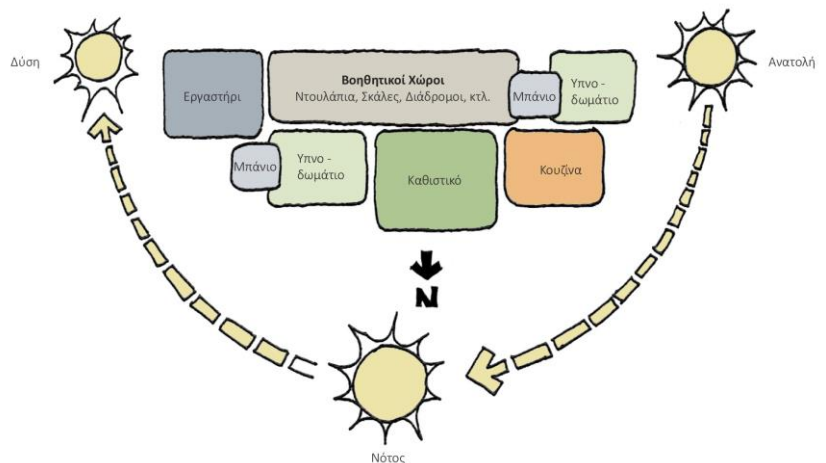 Δύση
Ανατολή
Εργαστήρι
Βοηθητικοί Χώροι
Ντουλάπια, Σκάλες, Διάδρομοι, κτλ.
Μπάνιο
Υπνο -
δωμάτιο
Μπάνιο
Υπνο -
δωμάτιο
Καθιστικό
Κουζίνα
N
Νότος